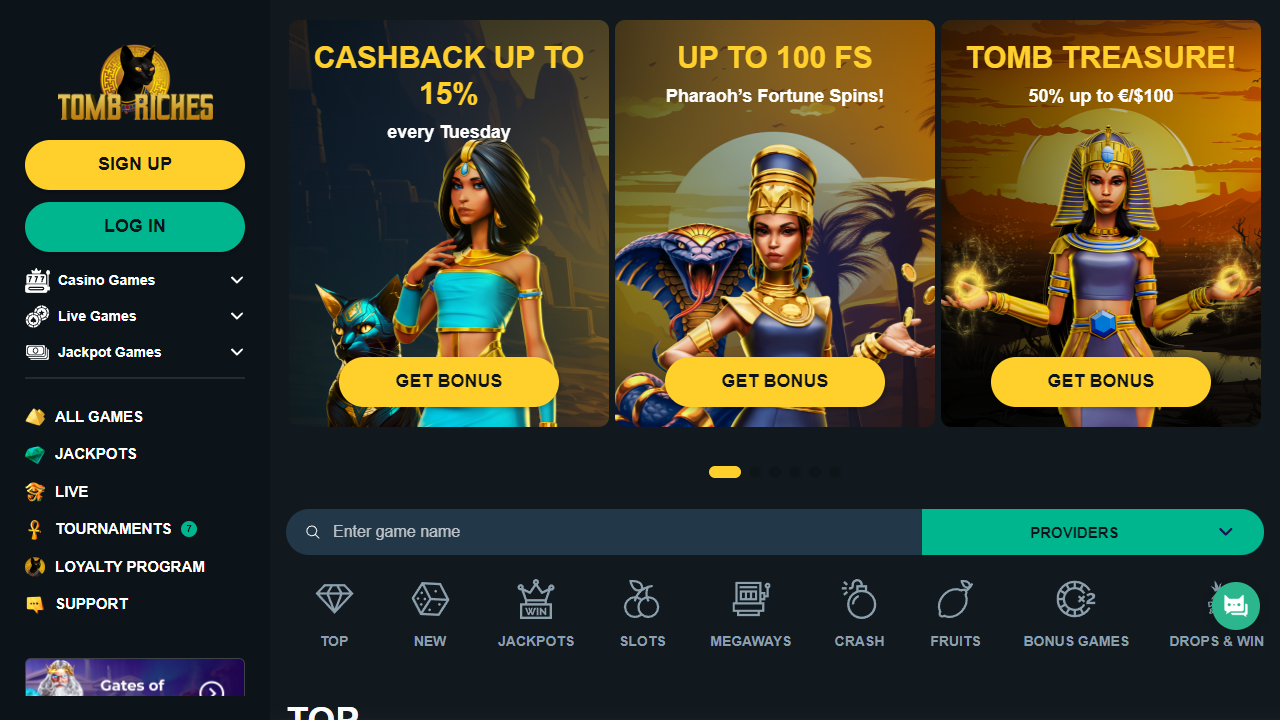 TOMB RICHES
SIGN UP
LOG IN
Casino Games
Live Games
Jackpot Games
ALL GAMES
JACKPOTS
LIVE
TOURNAMENTS 7
LOYALTY PROGRAM
SUPPORT
Gates of
CASHBACK UP TO
15%
every Tuesday
GET BONUS
UP TO 100 FS
Pharaoh’s Fortune Spins!
GET BONUS
TOMB TREASURE!
50% up to €/$100
GET BONUS
Enter game name
PROVIDERS
WIN
X2
TOP
NEW
JACKPOTS
SLOTS
MEGAWAYS
CRASH
FRUITS
BONUS GAMES
DROPS & WIN
TOP